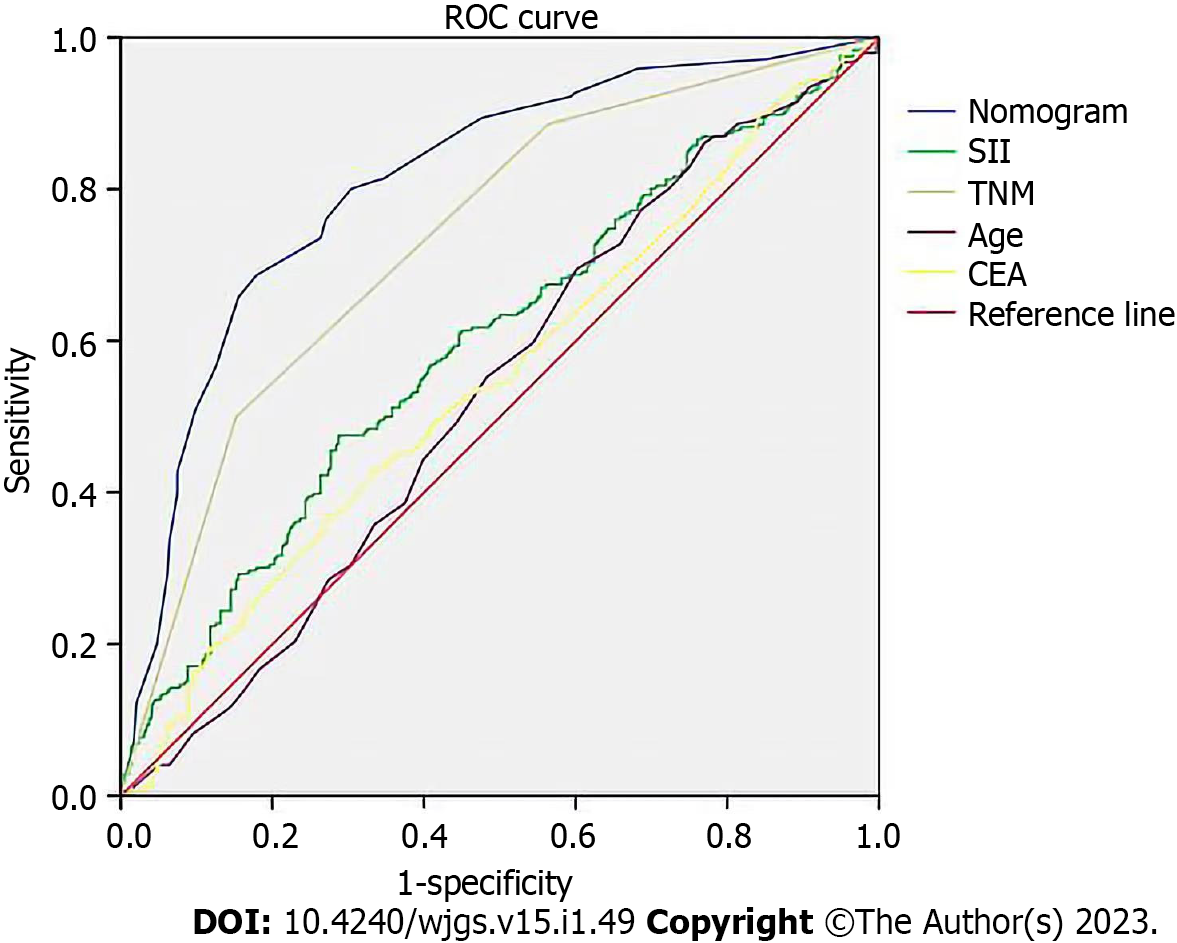 ROC curve
1.0
0.8
0.6
0.4
0.2
0.0
Sensitivity
0.0 0.2 0.4 0.6 0.8 1.0
1-specificity
Nomogram
SII
TNM
Age
CEA
Reference line
DOI: 10.4240/wjgs.v15.i1.49 Copyright ©The Author(s) 2023.